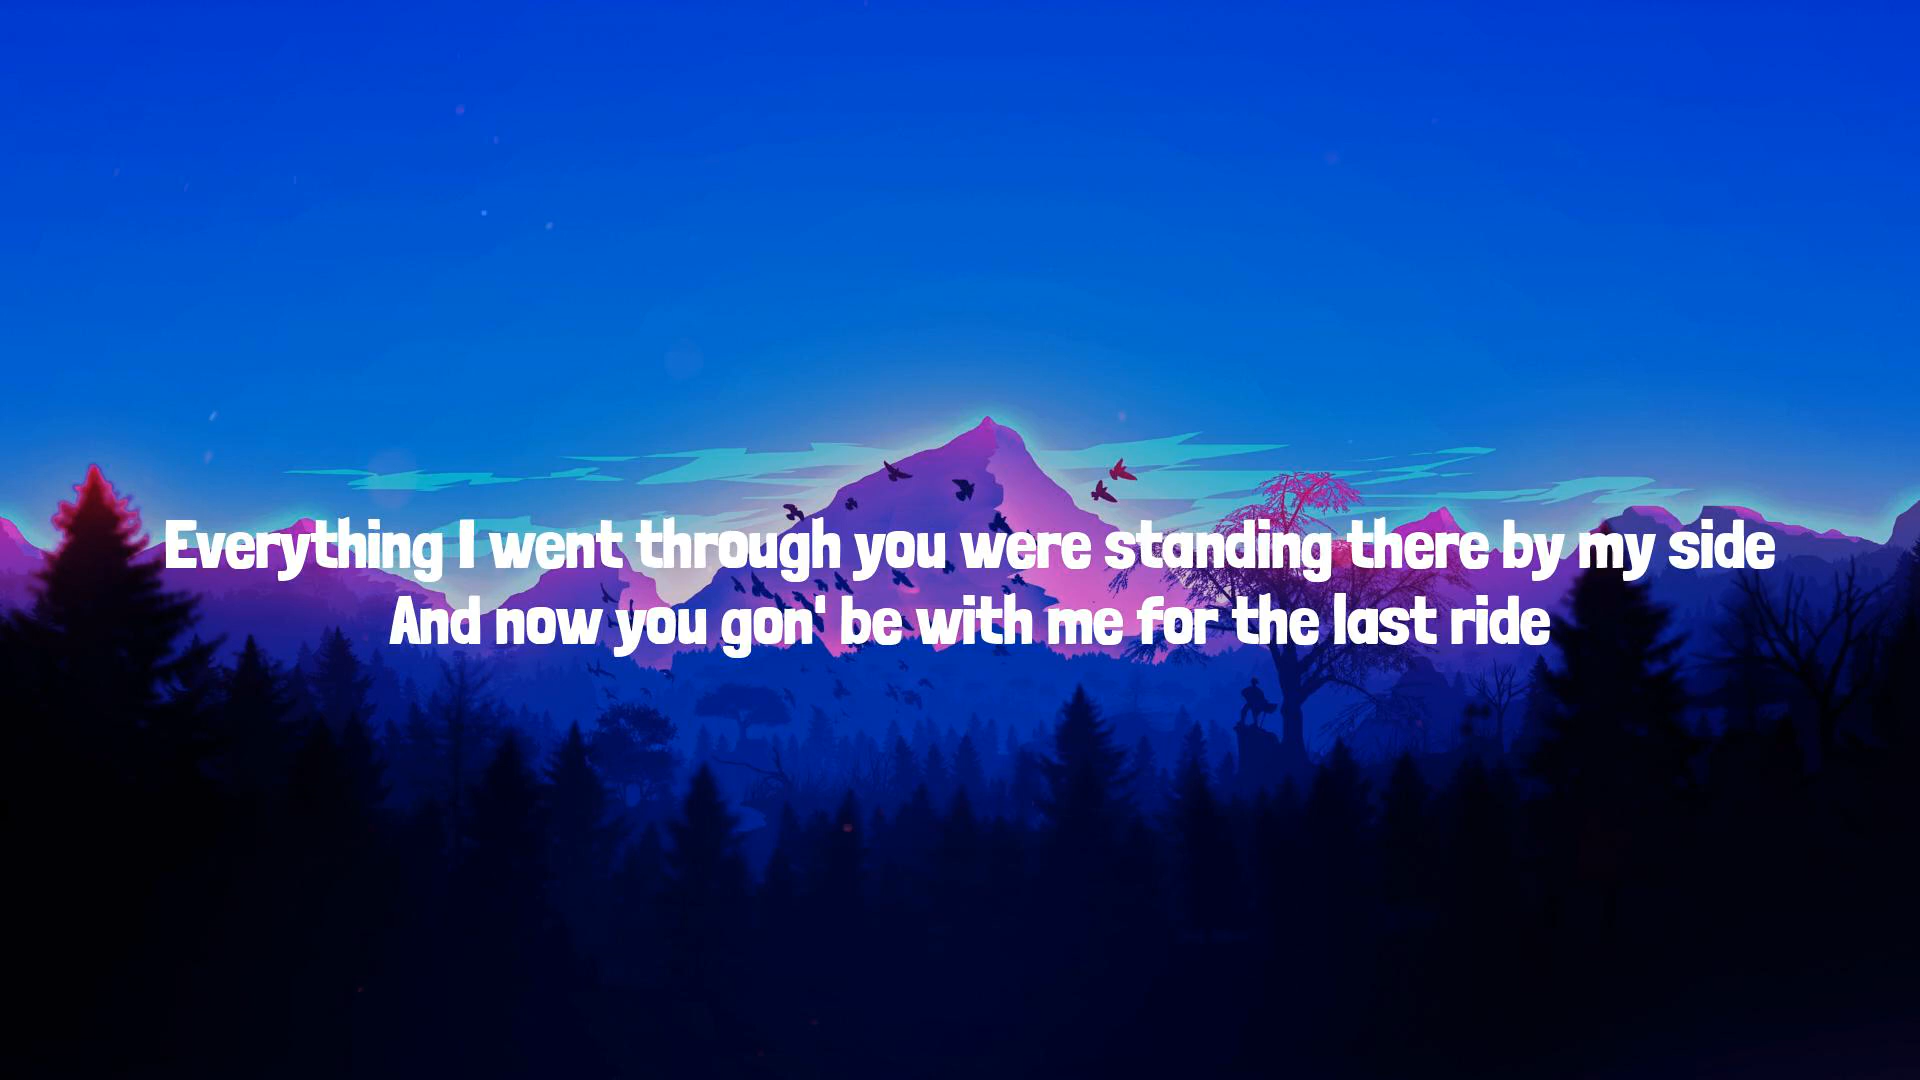 Everything I went through you were standing there by my side
And now you gon' be with me for the last ride